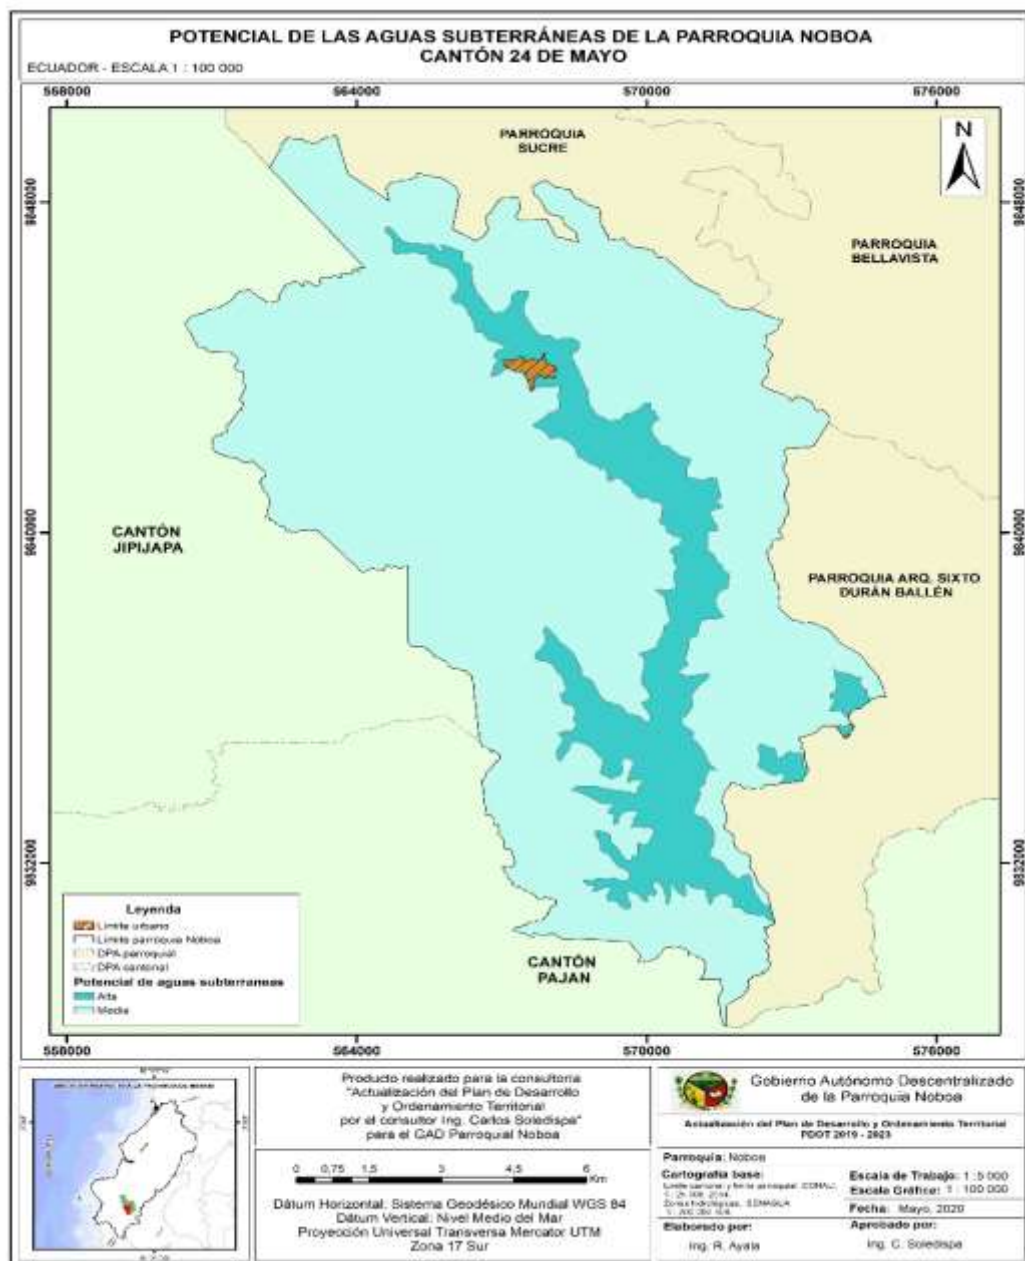 POTENCIAL DE LAS AGUAS SUBTERRÁNEAS DE LA PARROQUIA NOBOA
CANTÓN 24 DE MAYO
ECUADOR - ESCALA 1 : 100 000
558000 564000 570000 576000
N
PARROQUIA
SUCRE
9848000 9848000
PARROQUIA
BELLAVISTA
CANTÓN
JIPIJAPA
9840000 9840000
PARROQUIA ARQ. SIXTO
DURÁN BALLÉN
9832000 9832000
CANTÓN
PAJAN
Leyenda
Limite urbano
Limite parroquia Noboa
DPA parroquial
DPA cantonal
Potencial de aguas subterraneas
Alta
Media
558000 564000 570000 576000
Producto realizado para la consultoria
"Actualización del Plan de Desarrollo
y Ordenamiento Territorial
por el consultor Ing. Carlos Soledispa"
para el GAD Parroquial Noboa
0 0,75 1,5 3 4,5 6
Km
Dátum Horizontal: Sistema Geodésico Mundial WGS 84
Dátum Vertical: Nivel Medio del Mar
Proyección Universal Transversa Mercator UTM
Zona 17 Sur
Gobierno Autónomo Descentralizado
de la Parroquia Noboa
Actualización del Plan de Desarrollo y Ordenamiento Territorial
PDOT 2019 - 2023
Parroquia: Noboa
Cartografía base:
Escala de Trabajo: 1 :5 000
Escala Gráfica: 1 : 100 000
Fecha: Mayo, 2020
Elaborado por:
Ing. R. Ayala
Aprobado por:
Ing. C. Soledispa